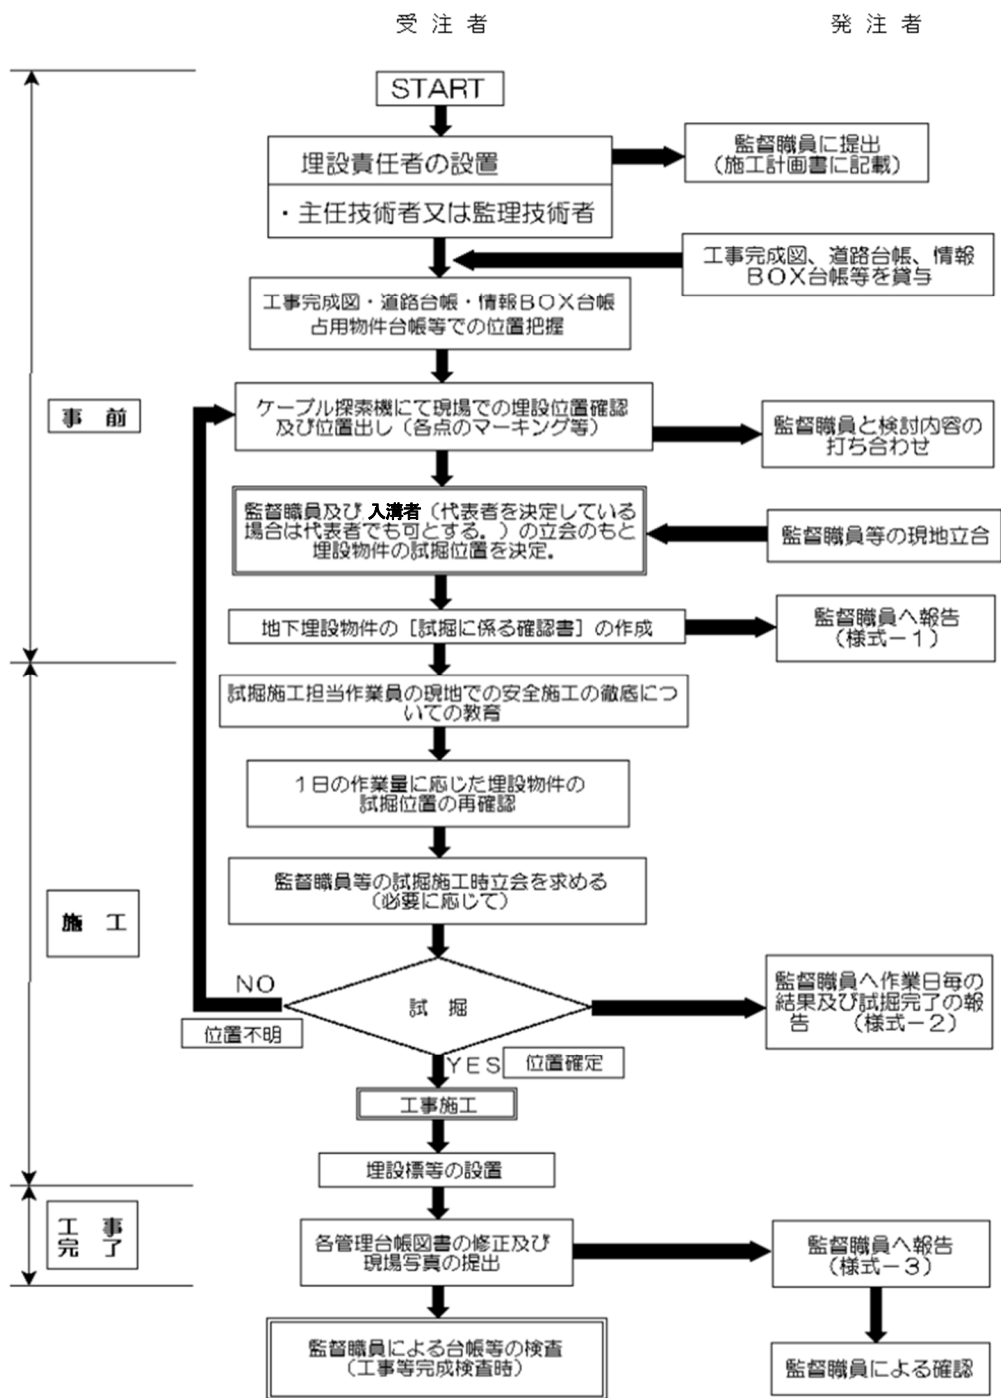 受 注 者
発 注 者
START
埋設責任者の設置
・主任技術者又は監理技術者
監督職員に提出
(施工計画書に記載)
工事完成図、道路台帳、情報
BOX台帳等を貸与
工事完成図・道路台帳・情報BOX台帳
占用物件台帳等での位置把握
事 前
ケーブル探索機にて現場での埋設位置確認
及び位置出し(各点のマーキング等)
監督職員と検討内容の
打ち合わせ
監督職員及び 入溝者(代表者を決定している
場合は代表者でも可とする。)の立会のもと
埋設物件の試掘位置を決定。
監督職員等の現地立会
地下埋設物件の[試掘に係る確認書]の作成
監督職員へ報告
(様式-1)
試掘施工担当作業員の現地での安全施工の徹底につ
いての教育
1日の作業量に応じた埋設物件の
試掘位置の再確認
監督職員等の試掘施工時立会を求める
(必要に応じて)
施 工
NO
位置不明
試 掘
監督職員へ作業日毎の
結果及び試掘完了の報
告 (様式-2)
YES
位置確定
工事施工
埋設標等の設置
工 事
完 了
各管理台帳図書の修正及び
現場写真の提出
監督職員へ報告
(様式-3)
監督職員による台帳等の検査
(工事等完成検査時)
監督職員による確認